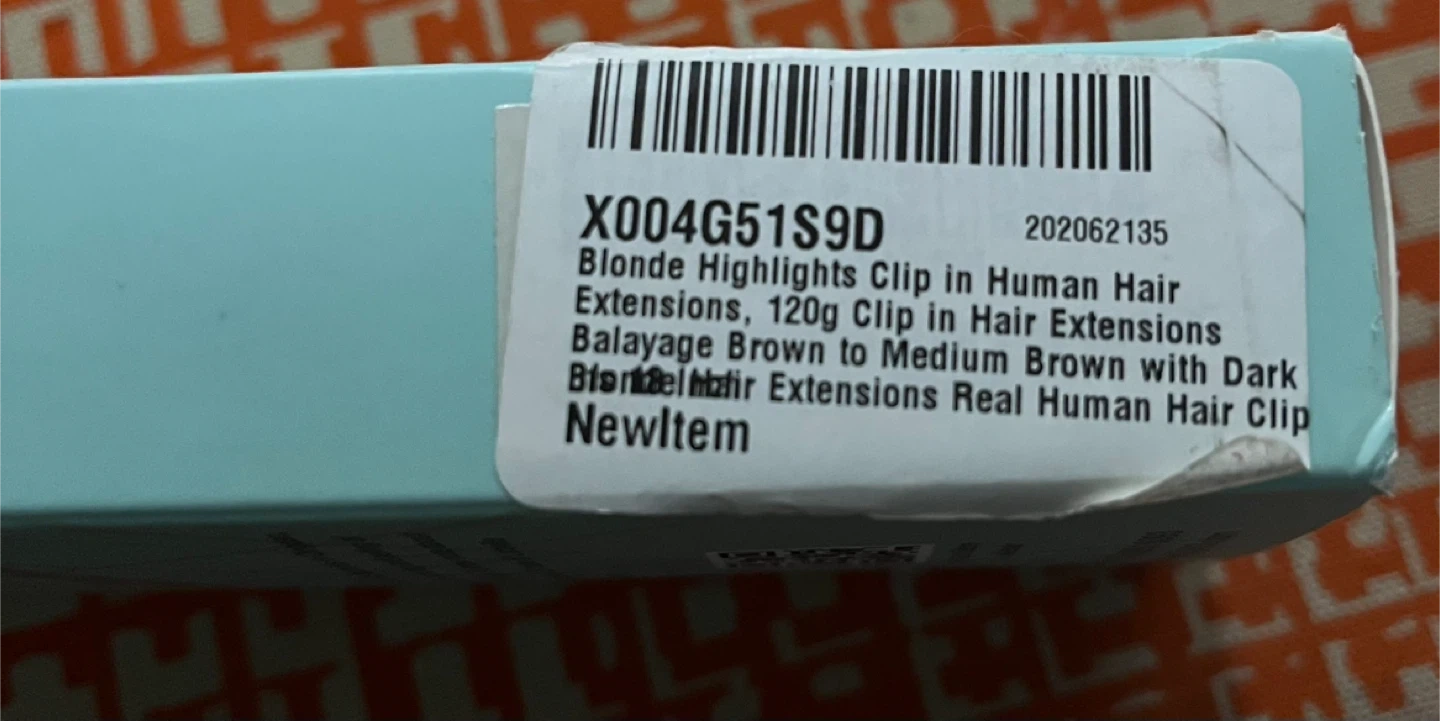 X004G51S9D 202062135
Blonde Highlights Clip in Human Hair
Extensions, 120g Clip in Hair Extensions
Balayage Brown to Medium Brown with Dark
Hair Extensions Real Human Hair Clip
NewItem